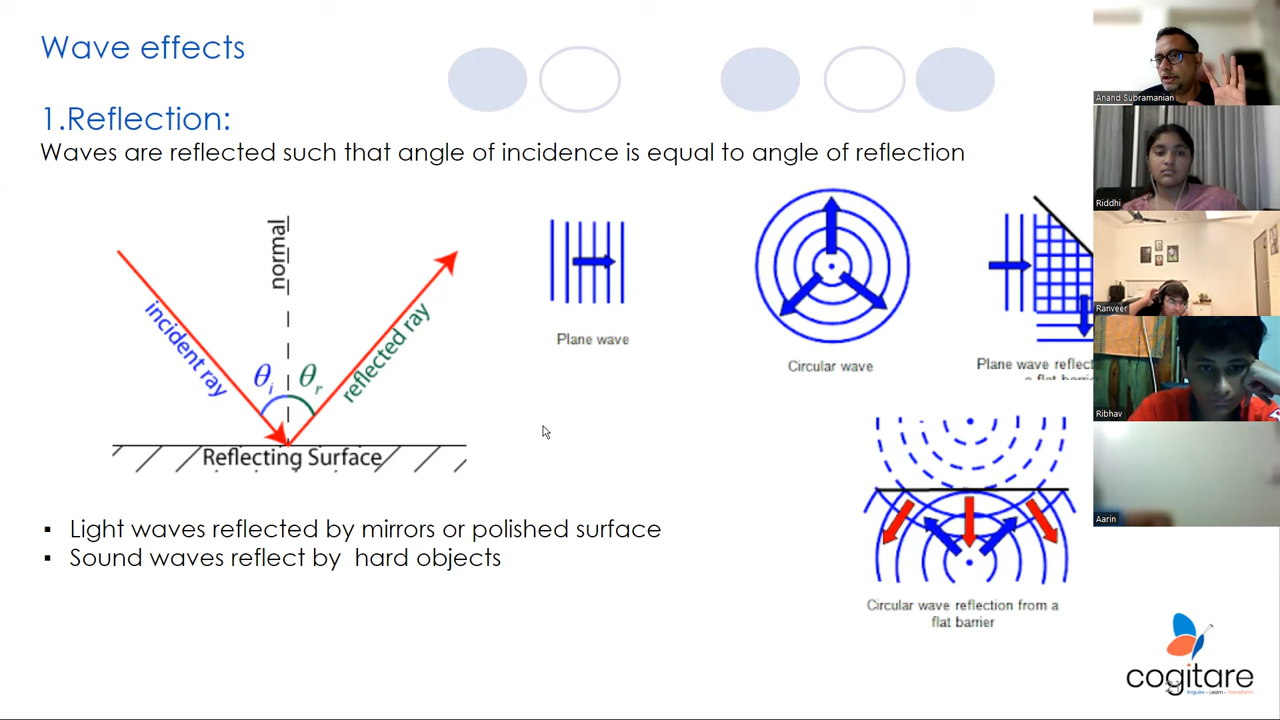 Wave effects
1.Reflection:
Waves are reflected such that angle of incidence is equal to angle of reflection
normal
incident ray
θi
θr
reflected ray
Reflecting Surface
Plane wave
Circular wave
Plane wave reflect
a flat barrier
Circular wave reflection from a
flat barrier
▪ Light waves reflected by mirrors or polished surface
▪ Sound waves reflect by hard objects
Anand Subramanian
Riddhi
Ranveer
Ribhav
Aarin
cogitare